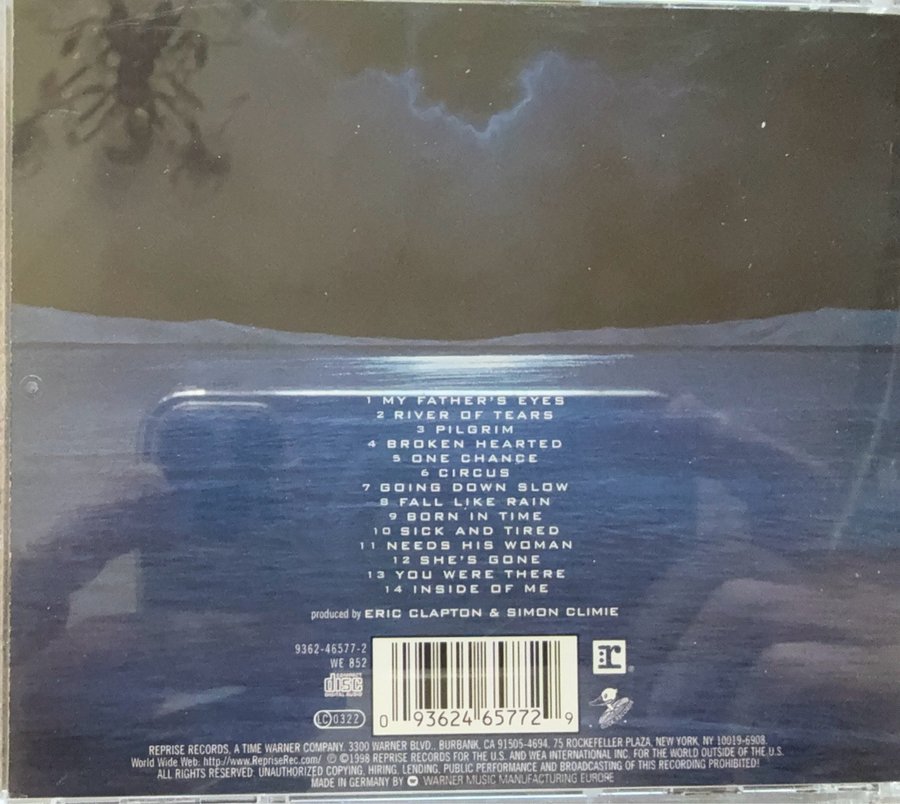 1 MY FATHER'S EYES
2 RIVER OF TEARS
3 PILGRIM
4 BROKEN HEARTED
5 ONE CHANCE
6 CIRCUS
7 GOING DOWN SLOW
8 FALL LIKE RAIN
9 BORN IN TIME
10 SICK AND TIRED
11 NEEDS HIS WOMAN
12 SHE'S GONE
13 YOU WERE THERE
14 INSIDE OF ME
produced by ERIC CLAPTON & SIMON CLIMIE
9362-46577-2
WE 852
COMPACT
disc
DIGITAL AUDIO
LC 0322
0 93624 65772 9
r ®
REPRISE RECORDS, A TIME WARNER COMPANY, 3300 WARNER BLVD., BURBANK, CA 91505-4694, 75 ROCKEFELLER PLAZA, NEW YORK, NY 10019-6908.
World Wide Web: http://www.RepriseRec.com/ ℗ ©1998 REPRISE RECORDS FOR THE U.S. AND WEA INTERNATIONAL INC. FOR THE WORLD OUTSIDE OF THE U.S.
ALL RIGHTS RESERVED. UNAUTHORIZED COPYING, HIRING, LENDING, PUBLIC PERFORMANCE AND BROADCASTING OF THIS RECORDING PROHIBITED!
MADE IN GERMANY BY WARNER MUSIC MANUFACTURING EUROPE